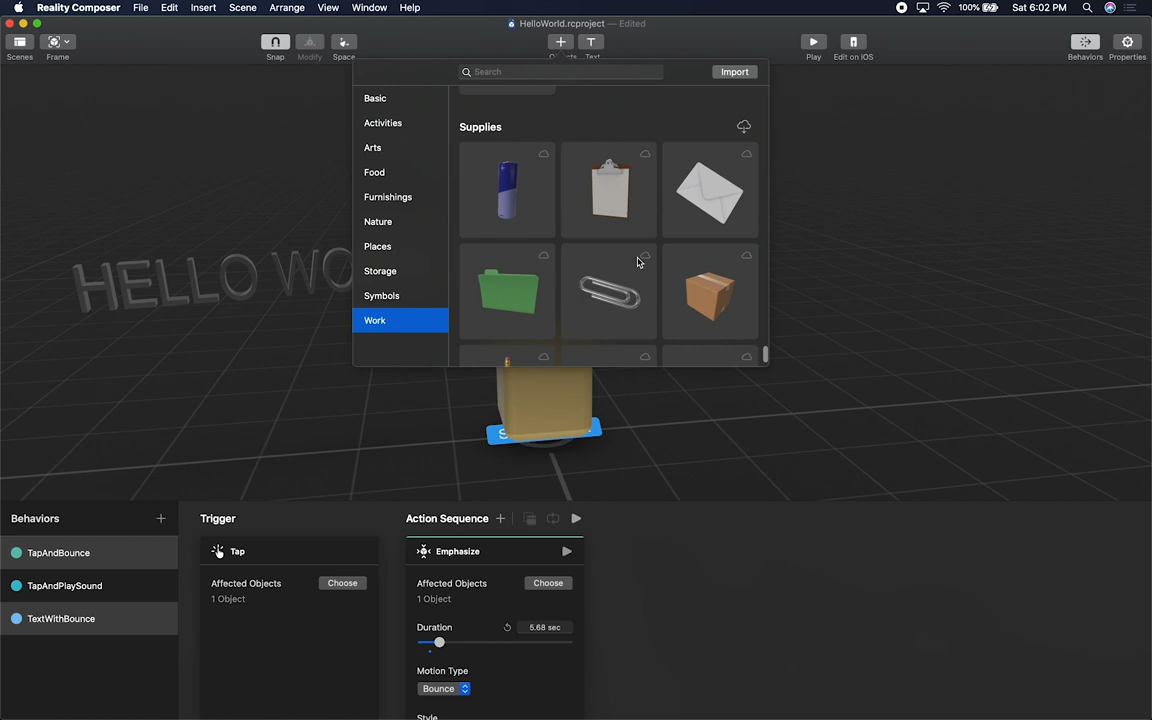 Reality Composer File Edit Insert Scene Arrange View Window Help 100% Sat 6:02 PM
HelloWorld.rcproject — Edited
Scenes Frame Snap Modify Space Text Play Edit on iOS Behaviors Properties
Search Import
Basic
Activities
Arts
Food
Furnishings
Nature
Places
Storage
Symbols
Work
Supplies
HELLO WO
Behaviors +
TapAndBounce
TapAndPlaySound
TextWithBounce
Trigger
Tap
Affected Objects Choose
1 Object
Action Sequence +
Emphasize
Affected Objects Choose
1 Object
Duration 5.68 sec
Motion Type
Bounce
Style